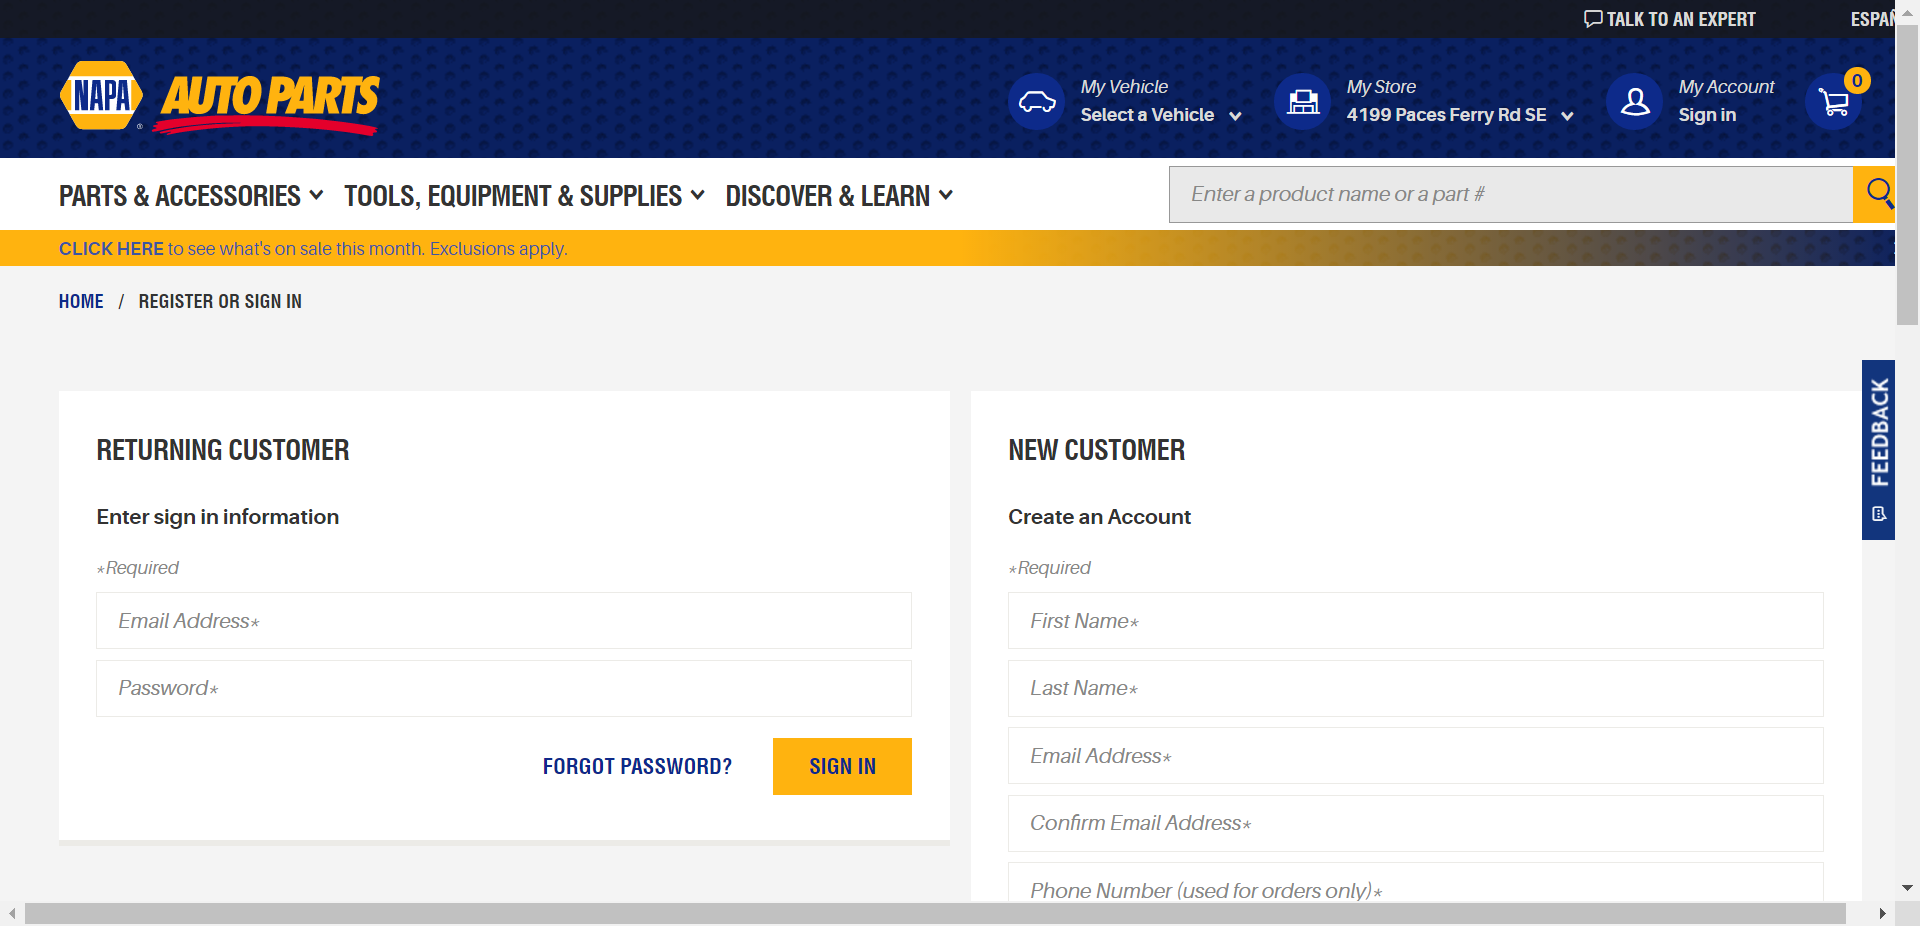 TALK TO AN EXPERT
NAPA AUTO PARTS
My Vehicle
Select a Vehicle
My Store
4199 Paces Ferry Rd SE
My Account
Sign in
0
PARTS & ACCESSORIES
TOOLS, EQUIPMENT & SUPPLIES
DISCOVER & LEARN
Enter a product name or a part #
CLICK HERE to see what's on sale this month. Exclusions apply.
HOME / REGISTER OR SIGN IN
FEEDBACK
RETURNING CUSTOMER
Enter sign in information
*Required
Email Address*
Password*
FORGOT PASSWORD?
SIGN IN
NEW CUSTOMER
Create an Account
*Required
First Name*
Last Name*
Email Address*
Confirm Email Address*
Phone Number (used for orders only)*